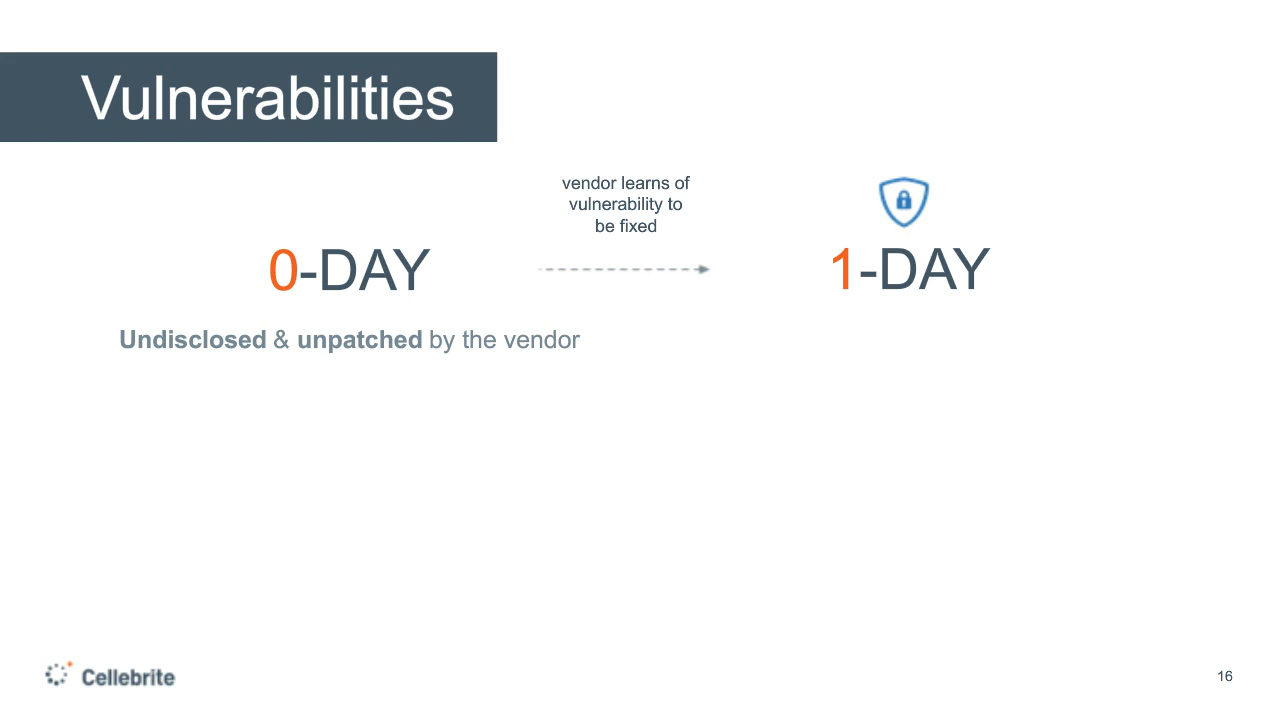 Vulnerabilities
vendor learns of
vulnerability to
be fixed
0-DAY
1-DAY
Undisclosed & unpatched by the vendor
Cellebrite
16